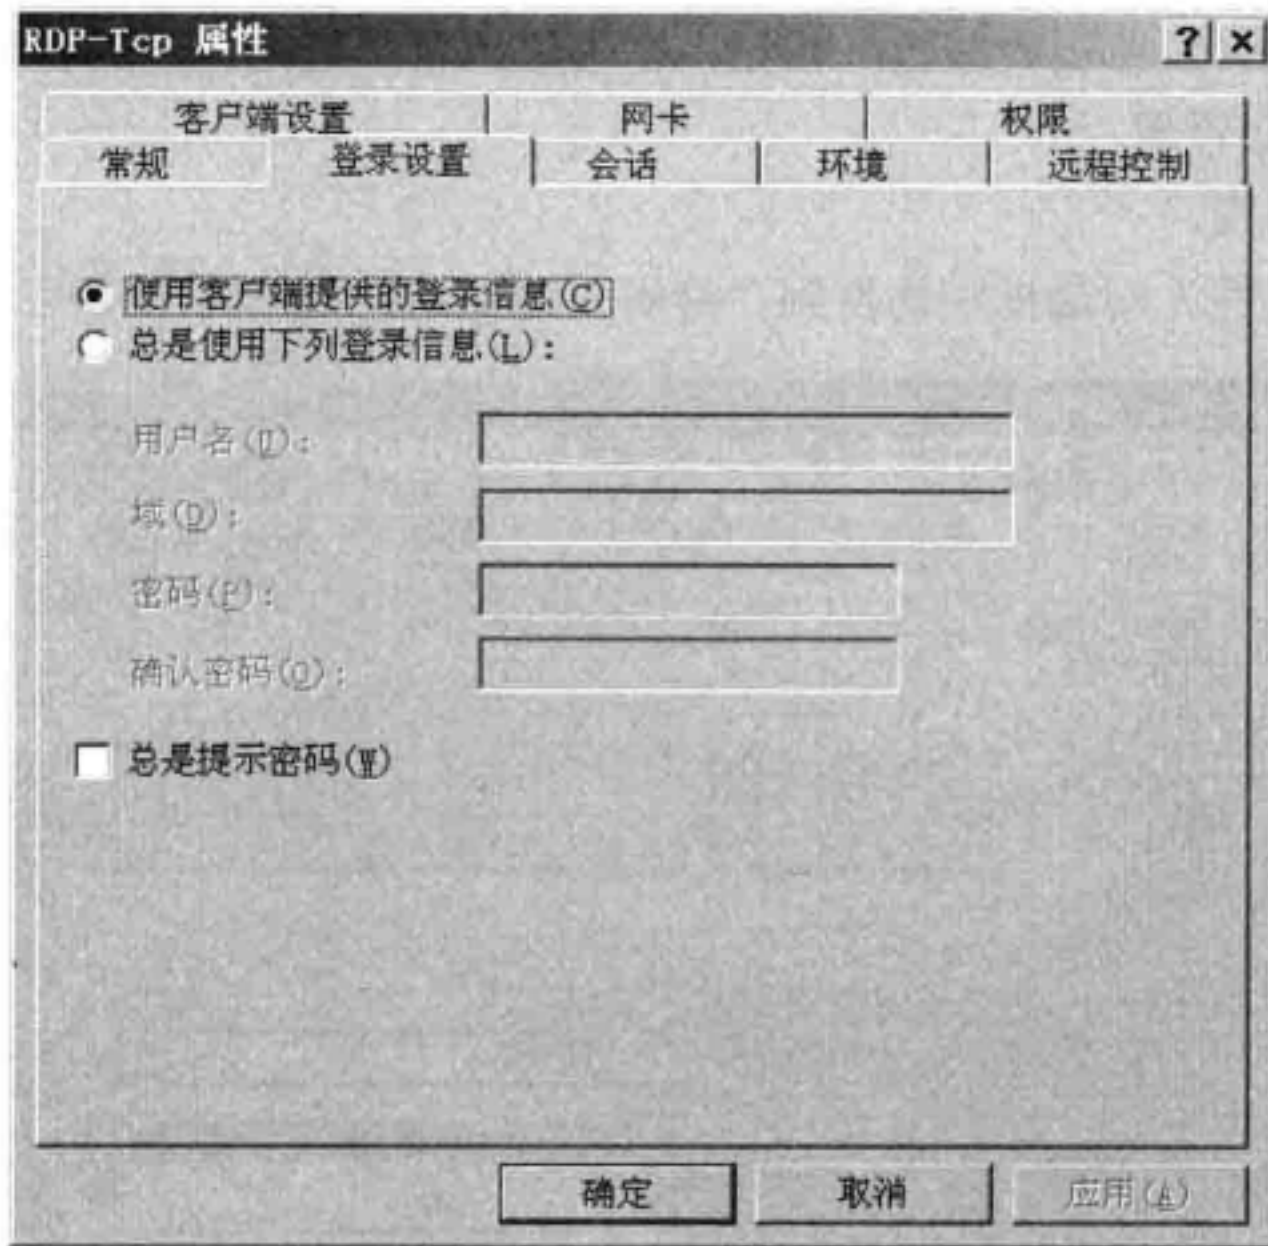 RDP-Tcp 属性
客户端设置 网卡 权限
常规 登录设置 会话 环境 远程控制
使用客户端提供的登录信息(C)
总是使用下列登录信息(L):
用户名(U):
域(D):
密码(P):
确认密码(O):
总是提示密码(W)
确定 取消 应用(A)